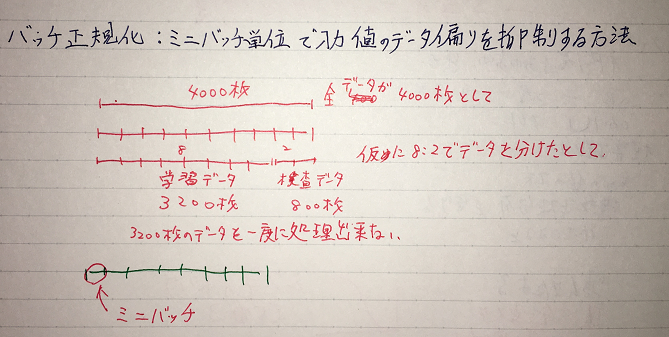 バッチ正規化：ミニバッチ単位で入力値のデータ偏りを抑制する方法
4000枚
全データが4000枚として
8 2
仮に8:2でデータを分けたとして、
学習データ 検査データ
3200枚 800枚
3200枚のデータを一度に処理出来ない、
ミニバッチ